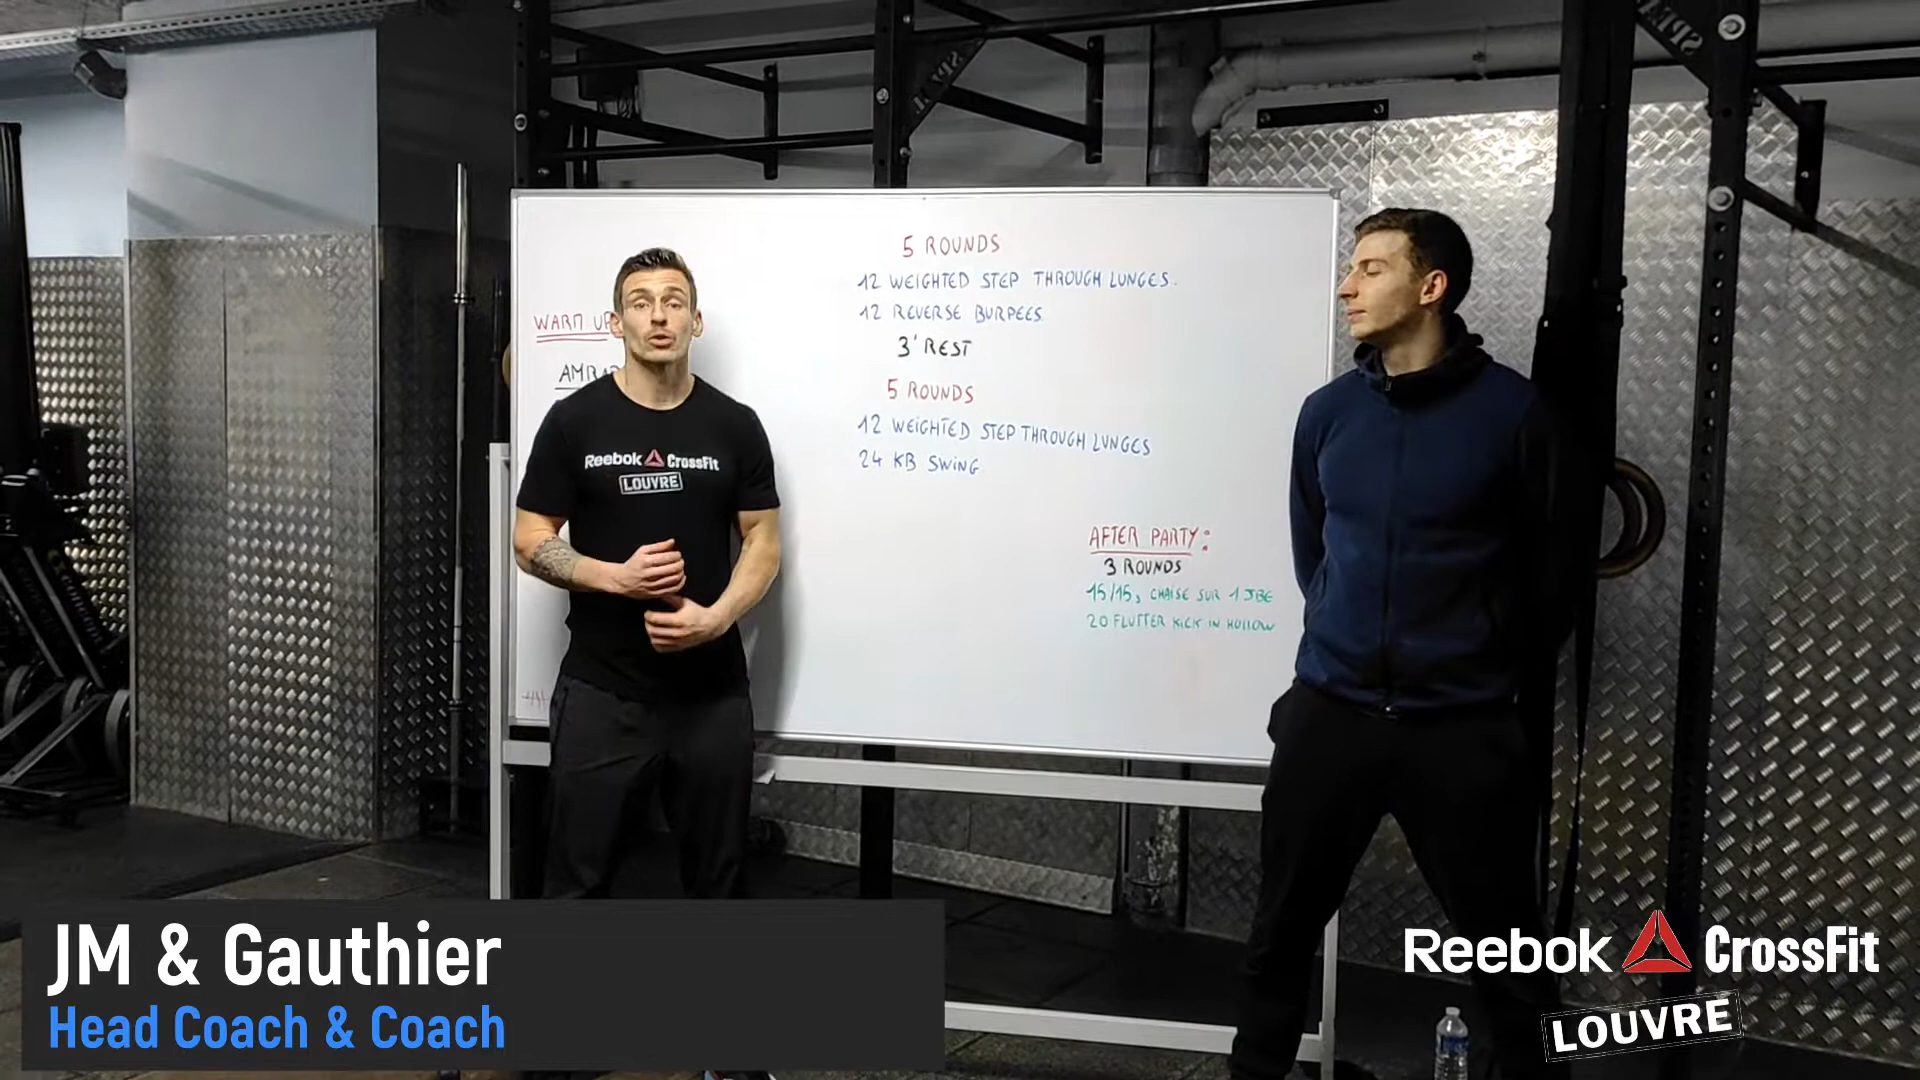 5 ROUNDS
12 WEIGHTED STEP THROUGH LUNGES.
12 REVERSE BURPEES
3' REST
5 ROUNDS
12 WEIGHTED STEP THROUGH LUNGES
24 KB SWING
WARM UP
AFTER PARTY:
3 ROUNDS
15/15, CHAISE SUR 1 JBE
20 FLUTTER KICK IN HOLLOW
Reebok CrossFit
LOUVRE
JM & Gauthier
Head Coach & Coach
Reebok CrossFit
LOUVRE